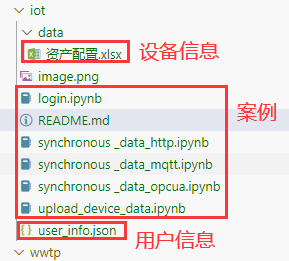 iot
data
资产配置.xlsx 设备信息
image.png
login.ipynb
README.md
案例
synchronous _data_http.ipynb
synchronous _data_mqtt.ipynb
synchronous _data_opcua.ipynb
upload_device_data.ipynb
user_info.json 用户信息
wwtp